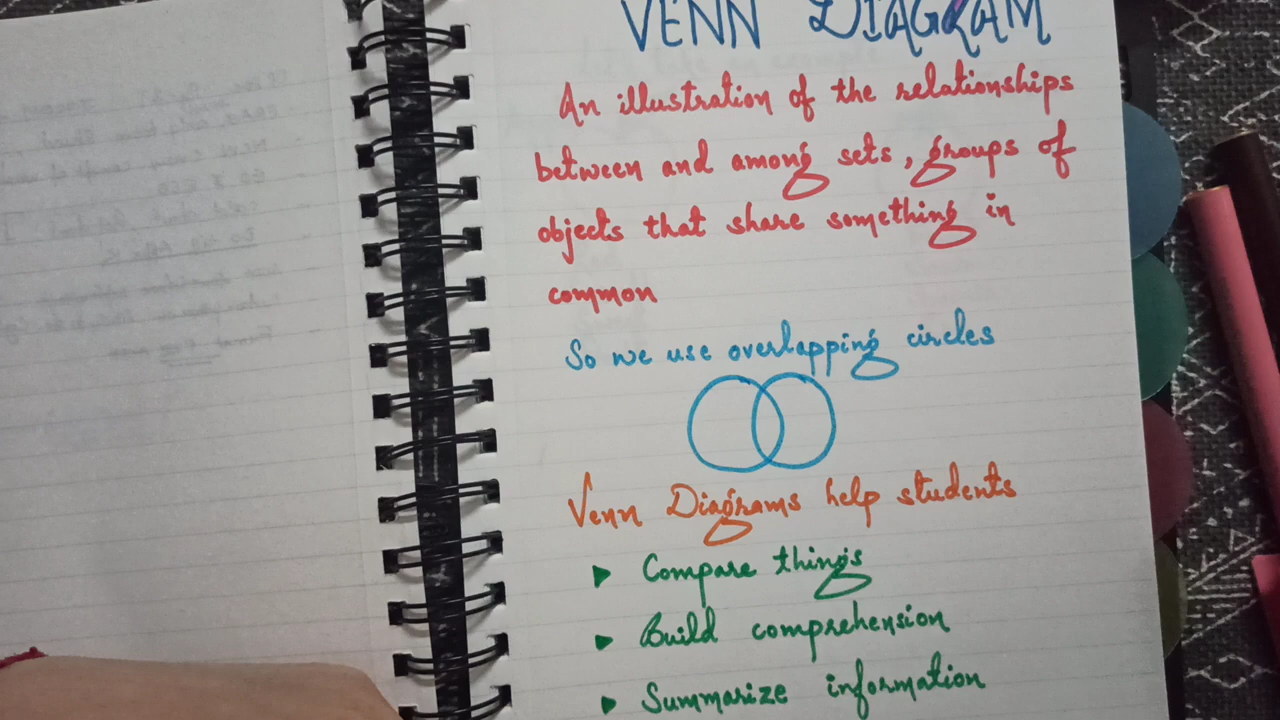 VENN DIAGRAM
An illustration of the relationships
between and among sets, groups of
objects that share something in
common
So we use overlapping circles
Venn Diagrams help students
▶ Compare things
▶ Build comprehension
▶ Summarize information